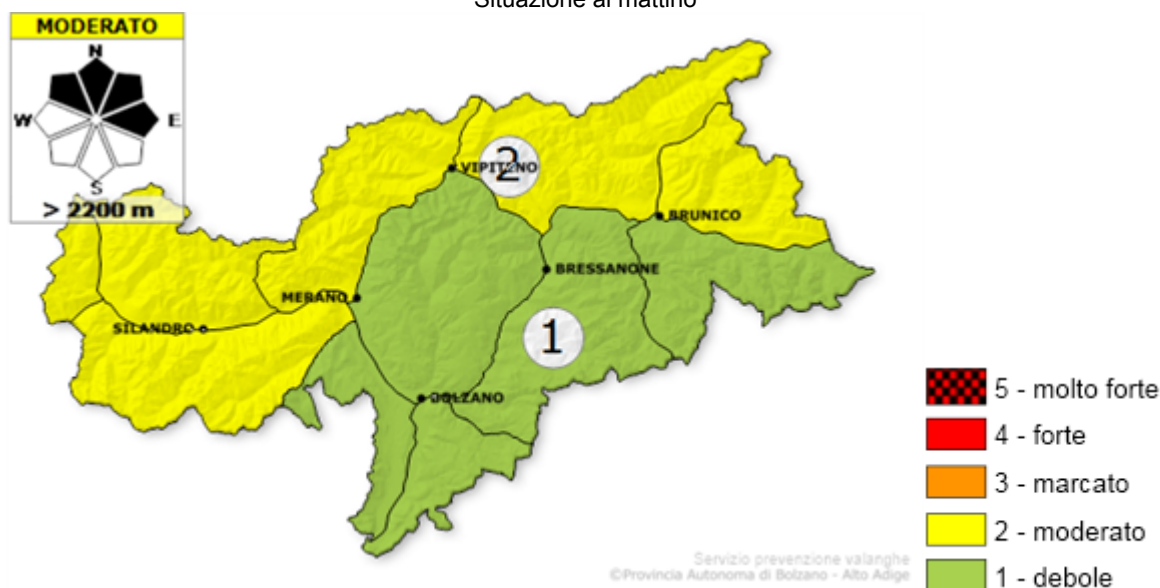 Situazione al mattino
MODERATO
N
W
E
S
> 2200 m
2
VIPITENO
BRUNICO
BRESSANONE
MERANO
SILANDRO
1
BOLZANO
5 - molto forte
4 - forte
3 - marcato
2 - moderato
1 - debole
Servizio prevenzione valanghe
©Provincia Autonoma di Bolzano - Alto Adige